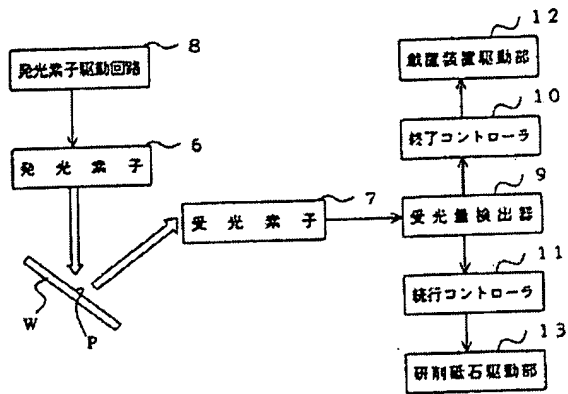 8
発光素子駆動回路
6
発光素子
7
受光素子
W
P
12
載置装置駆動部
10
終了コントローラ
9
受光量検出器
11
続行コントローラ
13
研削砥石駆動部